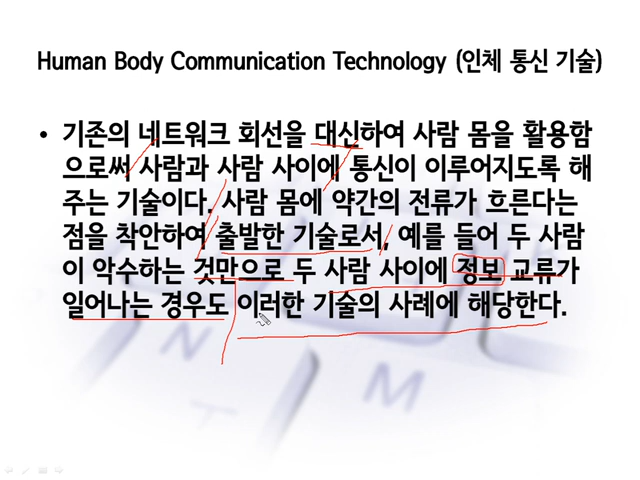 Human Body Communication Technology (인체 통신 기술)
• 기존의 네트워크 회선을 대신하여 사람 몸을 활용함
으로써 사람과 사람 사이에 통신이 이루어지도록 해
주는 기술이다. 사람 몸에 약간의 전류가 흐른다는
점을 착안하여 출발한 기술로서, 예를 들어 두 사람
이 악수하는 것만으로 두 사람 사이에 정보 교류가
일어나는 경우도 이러한 기술의 사례에 해당한다.
N
M